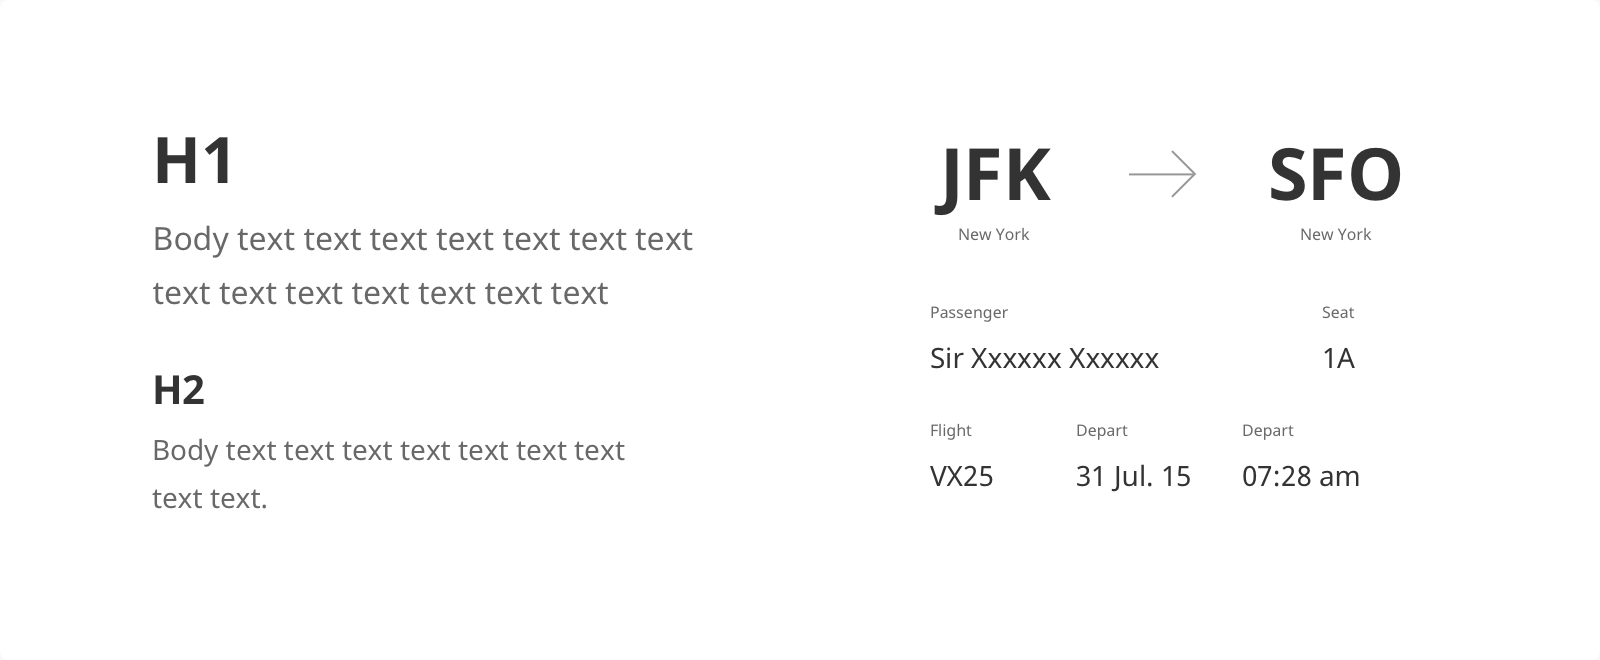 H1
Body text text text text text text text
text text text text text text text
H2
Body text text text text text text text
text text.
JFK SFO
New York New York
Passenger Seat
Sir Xxxxxx Xxxxxx 1A
Flight Depart Depart
VX25 31 Jul. 15 07:28 am